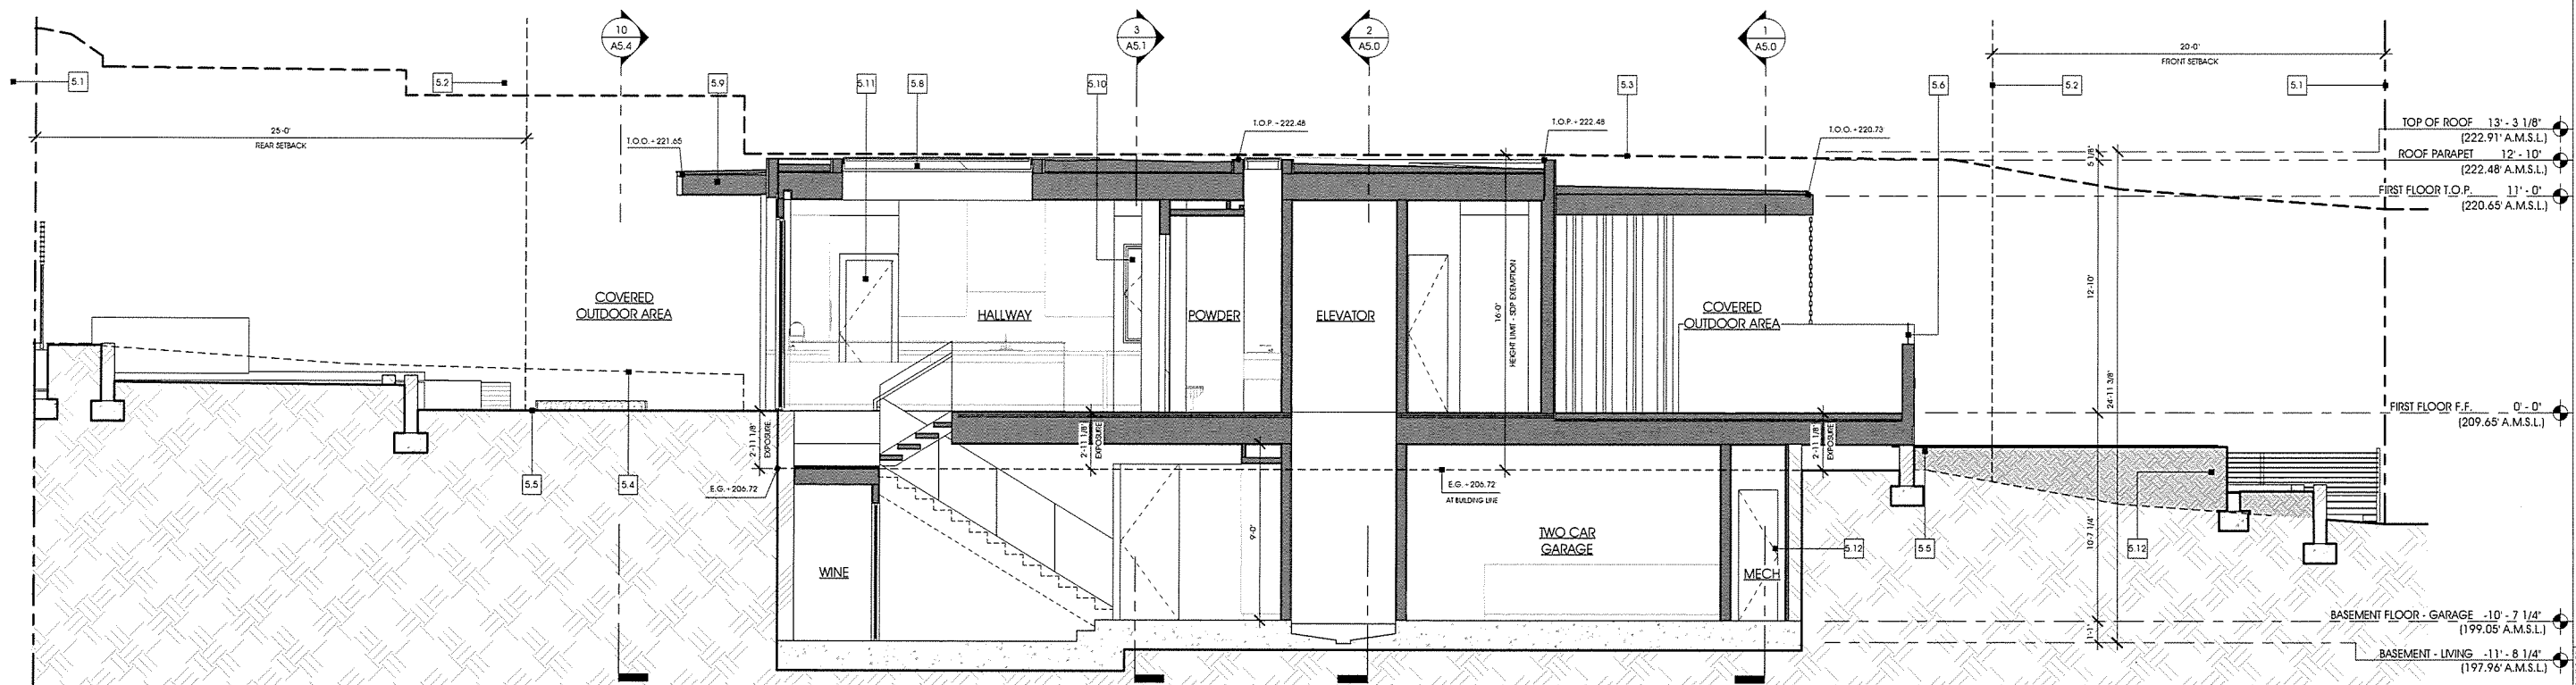 10
A5.4
3
A5.1
2
A5.0
1
A5.0
20'-0"
FRONT SETBACK
5.1
5.2
5.9
5.11
5.8
5.10
5.3
5.6
5.2
5.1
25'-0"
REAR SETBACK
T.O.O. + 221.65
T.O.P. + 222.48
T.O.P. + 222.48
T.O.O. + 220.73
TOP OF ROOF 13' - 3 1/8"
(222.91' A.M.S.L.)
5 1/8"
ROOF PARAPET 12' - 10"
(222.48' A.M.S.L.)
FIRST FLOOR T.O.P. 11' - 0"
(220.65' A.M.S.L.)
COVERED
OUTDOOR AREA
HALLWAY
POWDER
ELEVATOR
16'-0"
HEIGHT LIMIT - SDP EXEMPTION
COVERED
OUTDOOR AREA
12'-10"
24'-11 3/8"
FIRST FLOOR F.F. 0' - 0"
(209.65' A.M.S.L.)
2'-11 1/8"
EXPOSURE
2'-11 1/8"
EXPOSURE
2'-11 1/8"
EXPOSURE
5.5
5.4
E.G. + 206.72
E.G. + 206.72
AT BUILDING LINE
9'-0"
WINE
TWO CAR
GARAGE
MECH
5.12
5.5
5.12
10'-7 1/4"
BASEMENT FLOOR - GARAGE -10' - 7 1/4"
(199.05' A.M.S.L.)
1'-1"
BASEMENT - LIVING -11' - 8 1/4"
(197.96' A.M.S.L.)